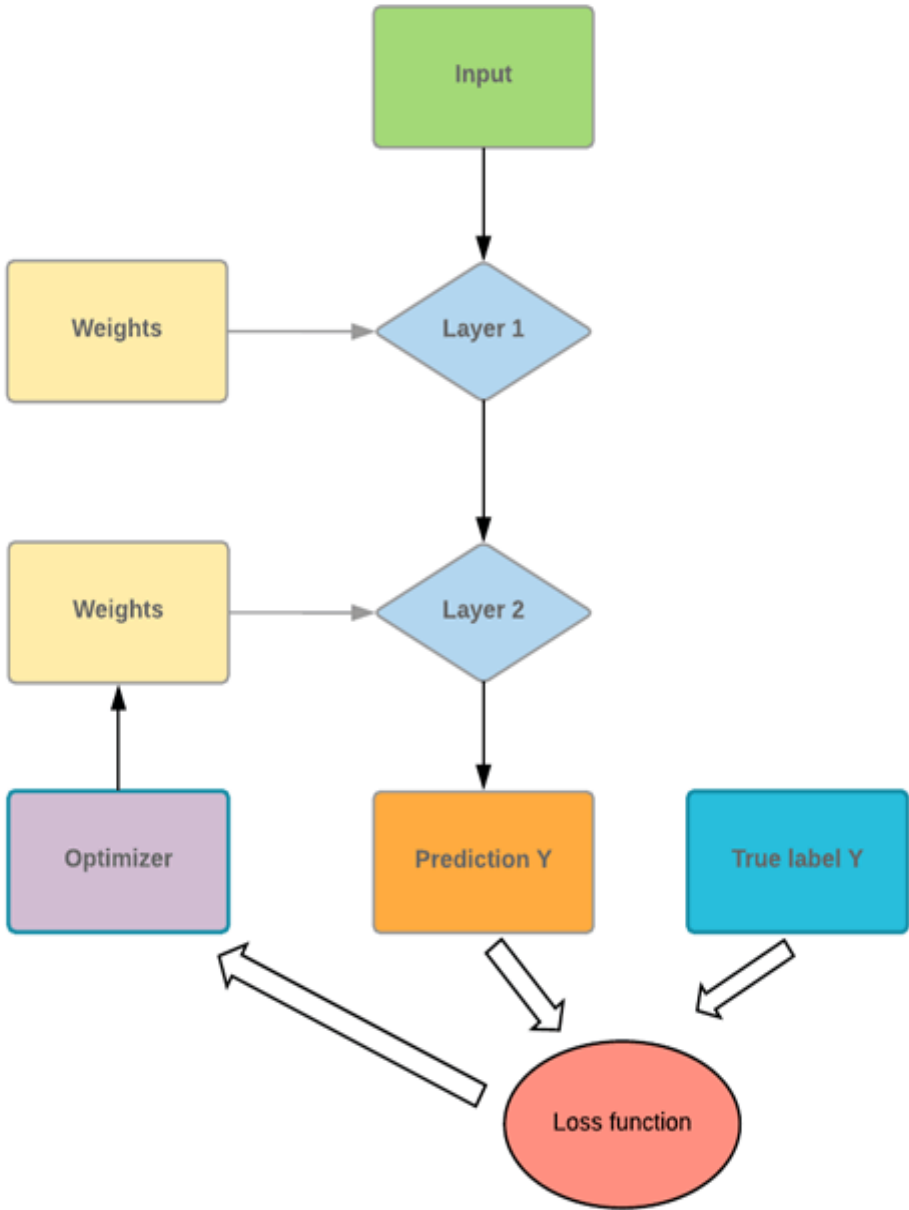 Input
Weights
Layer 1
Weights
Layer 2
Optimizer
Prediction Y
True label Y
Loss function